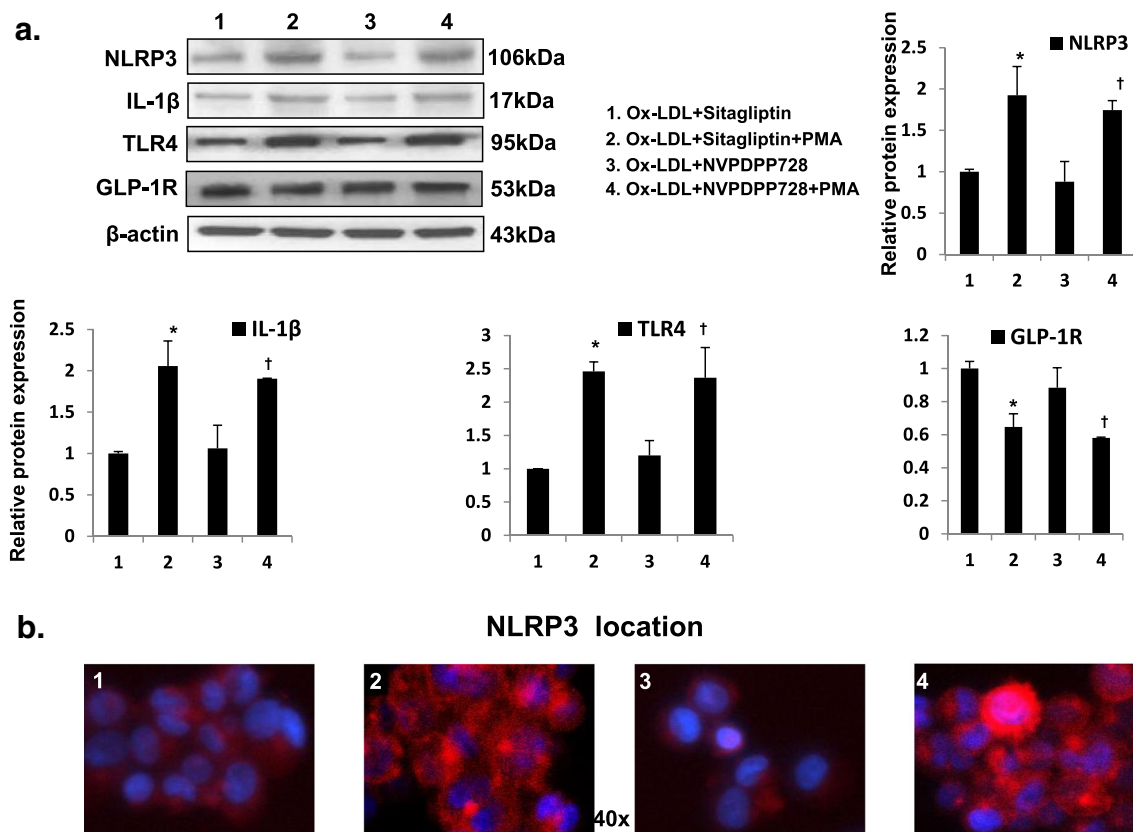 a.
1 2 3 4
NLRP3 106kDa
IL-1β 17kDa
TLR4 95kDa
GLP-1R 53kDa
β-actin 43kDa
1. Ox-LDL+Sitagliptin
2. Ox-LDL+Sitagliptin+PMA
3. Ox-LDL+NVPDPP728
4. Ox-LDL+NVPDPP728+PMA
Relative protein expression
NLRP3
2.5
2
1.5
1
0.5
0
*
†
1 2 3 4
Relative protein expression
IL-1β
2.5
2
1.5
1
0.5
0
*
†
1 2 3 4
TLR4
3
2.5
2
1.5
1
0.5
0
*
†
1 2 3 4
GLP-1R
1.2
1
0.8
0.6
0.4
0.2
0
*
†
1 2 3 4
b.
NLRP3 location
1 2 3 4
40x